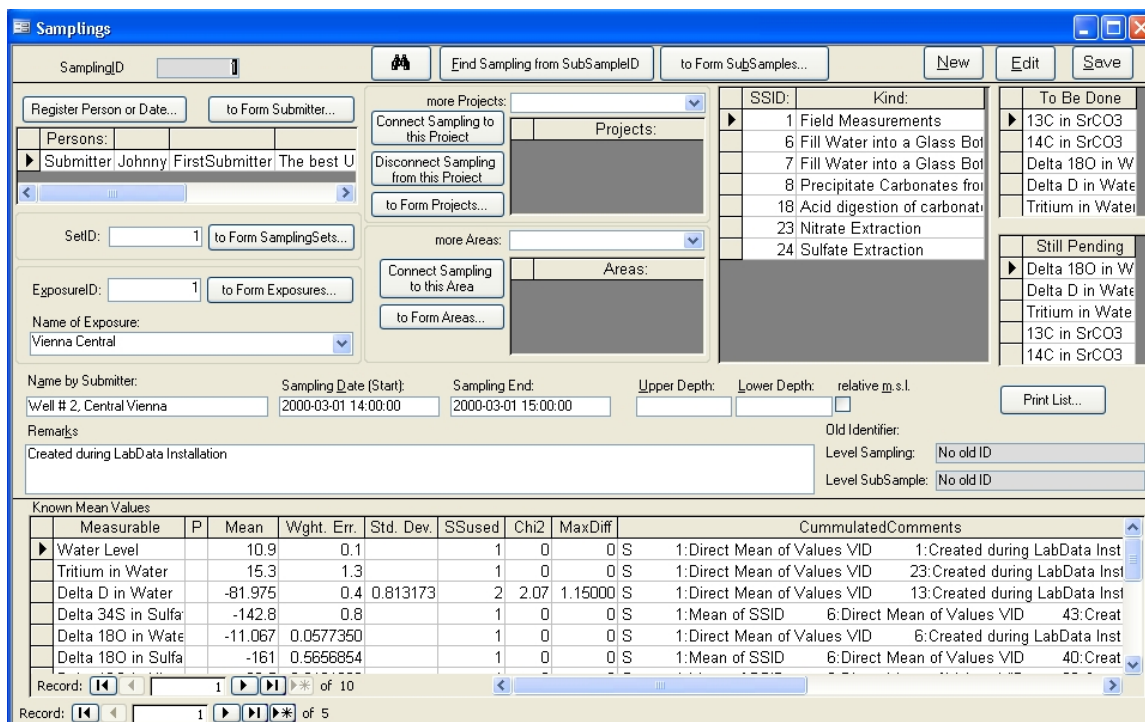 Samplings
SamplingID 1 Find Sampling from SubSampleID to Form SubSamples... New Edit Save
Register Person or Date... to Form Submitter...
Persons:
Submitter Johnny FirstSubmitter The best U
SetID: 1 to Form SamplingSets...
ExposureID: 1 to Form Exposures...
Name of Exposure:
Vienna Central
more Projects:
Connect Sampling to
this Project
Disconnect Sampling
from this Project
to Form Projects...
Projects:
more Areas:
Connect Sampling
to this Area
to Form Areas...
Areas:
SSID: Kind:
1 Field Measurements
6 Fill Water into a Glass Bot
7 Fill Water into a Glass Bot
8 Precipitate Carbonates fro
18 Acid digestion of carbonat
23 Nitrate Extraction
24 Sulfate Extraction
To Be Done
13C in SrCO3
14C in SrCO3
Delta 18O in W
Delta D in Wate
Tritium in Water
Still Pending
Delta 18O in W
Delta D in Wate
Tritium in Water
13C in SrCO3
14C in SrCO3
Name by Submitter: Sampling Date (Start): Sampling End: Upper Depth: Lower Depth: relative m.s.l.
Well # 2, Central Vienna 2000-03-01 14:00:00 2000-03-01 15:00:00 Print List...
Remarks
Created during LabData Installation
Old Identifier:
Level Sampling: No old ID
Level SubSample: No old ID
Known Mean Values
Measurable P Mean Wght. Err. Std. Dev. SSused Chi2 MaxDiff CummulatedComments
Water Level 10.9 0.1 1 0 0 S 1:Direct Mean of Values VID 1:Created during LabData Inst
Tritium in Water 15.3 1.3 1 0 0 S 1:Direct Mean of Values VID 23:Created during LabData Inst
Delta D in Water -81.975 0.4 0.813173 2 2.07 1.15000 S 1:Direct Mean of Values VID 13:Created during LabData Inst
Delta 34S in Sulfa -142.8 0.8 1 0 0 S 1:Mean of SSID 6:Direct Mean of Values VID 43:Creat
Delta 18O in Wate -11.067 0.0577350 1 0 0 S 1:Direct Mean of Values VID 6:Created during LabData Inst
Delta 18O in Sulfa -161 0.5656854 1 0 0 S 1:Mean of SSID 6:Direct Mean of Values VID 40:Creat
Record: 1 of 10
Record: 1 of 5